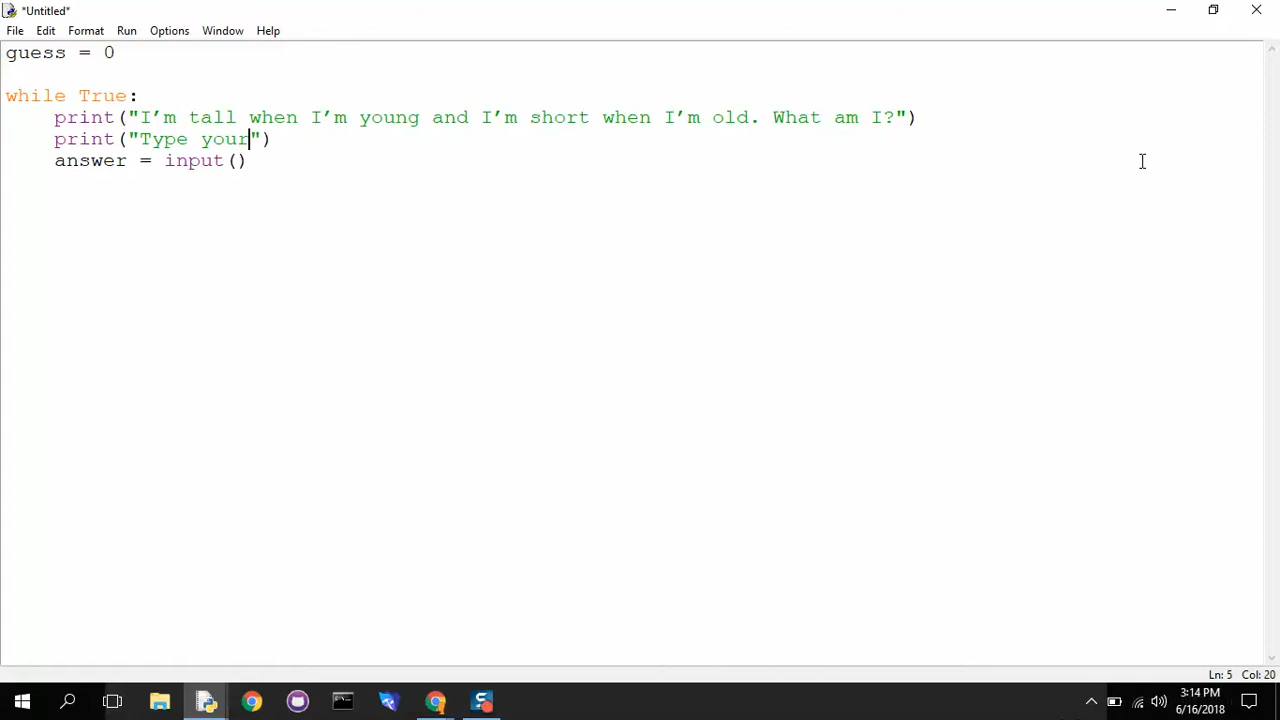 *Untitled*
File Edit Format Run Options Window Help
guess = 0
while True:
    print("I’m tall when I’m young and I’m short when I’m old. What am I?")
    print("Type your")
    answer = input()
Ln: 5 Col: 20
3:14 PM
6/16/2018